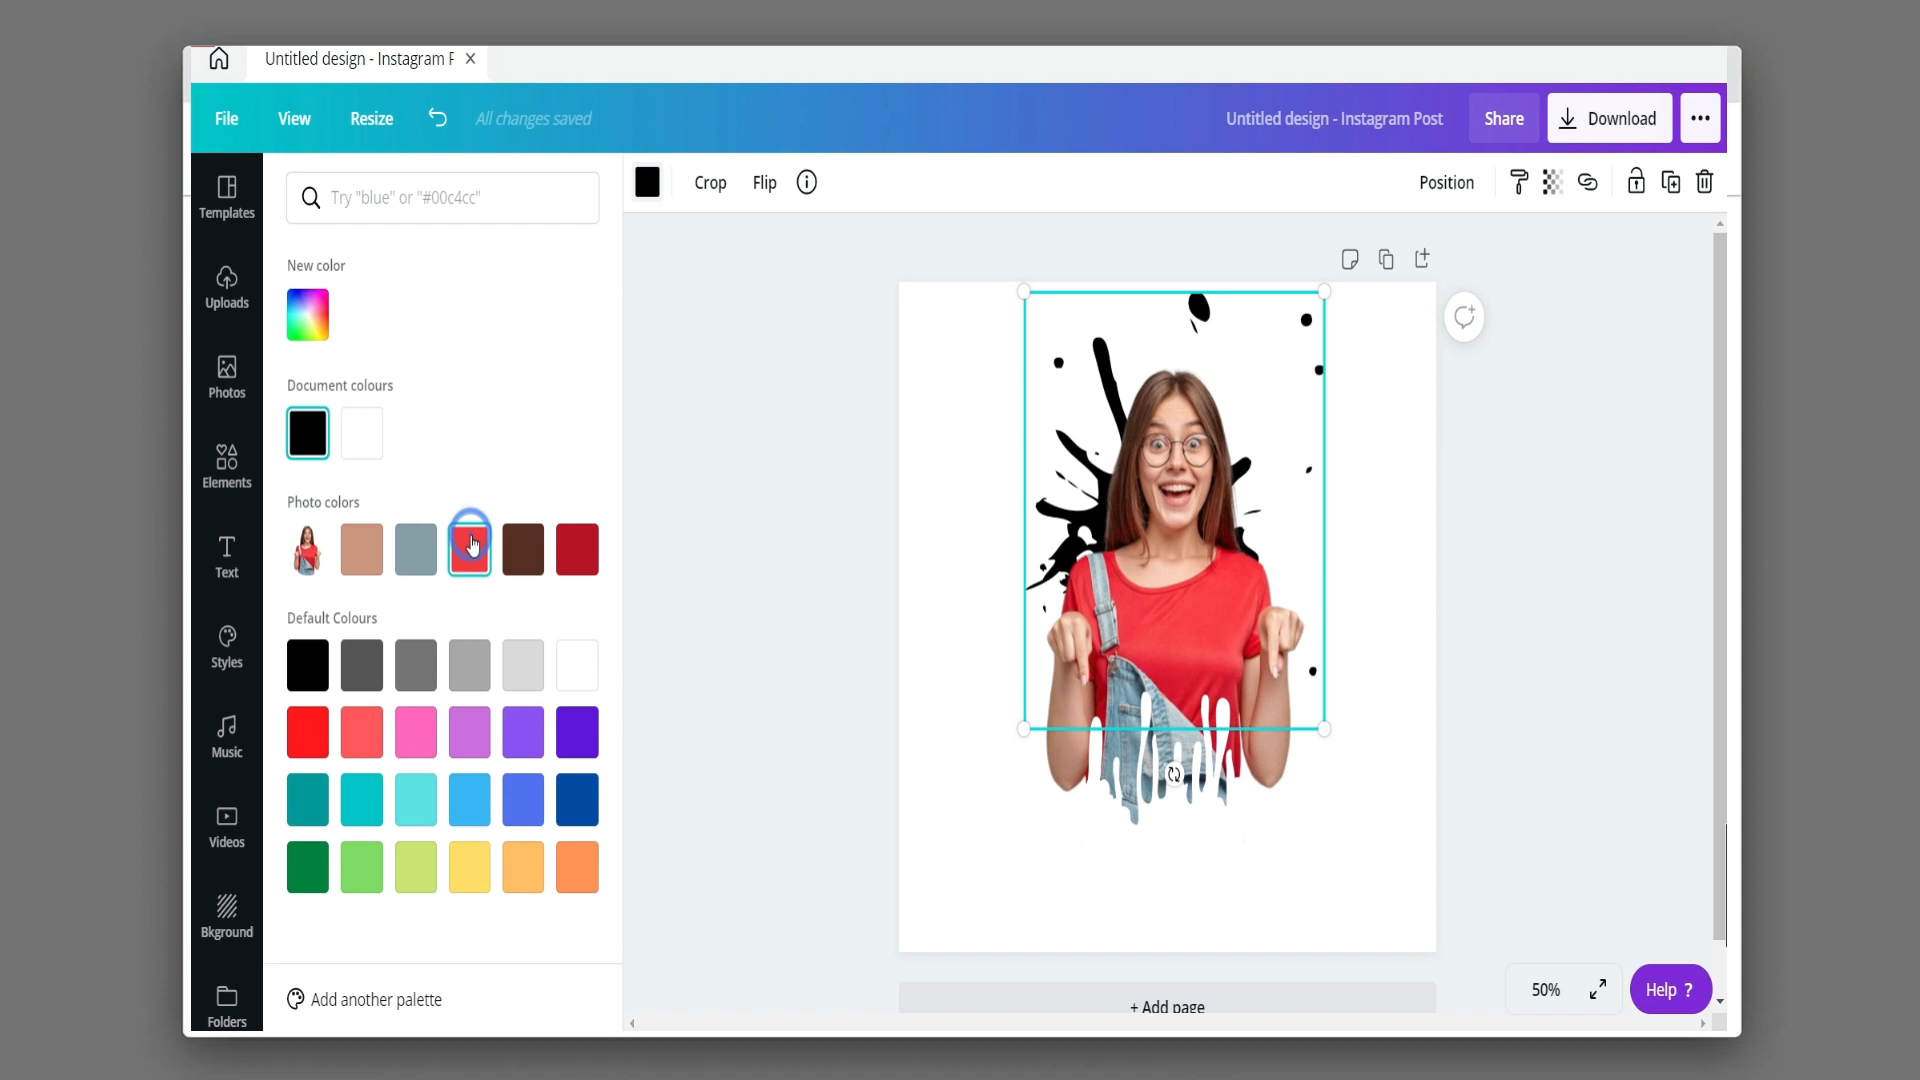 Untitled design - Instagram F
File
View
Resize
All changes saved
Untitled design - Instagram Post
Share
Download
Templates
Uploads
Photos
Elements
Text
Styles
Music
Videos
Bkground
Folders
Try "blue" or "#00c4cc"
New color
Document colours
Photo colors
Default Colours
Add another palette
Crop
Flip
Position
+ Add page
50%
Help ?